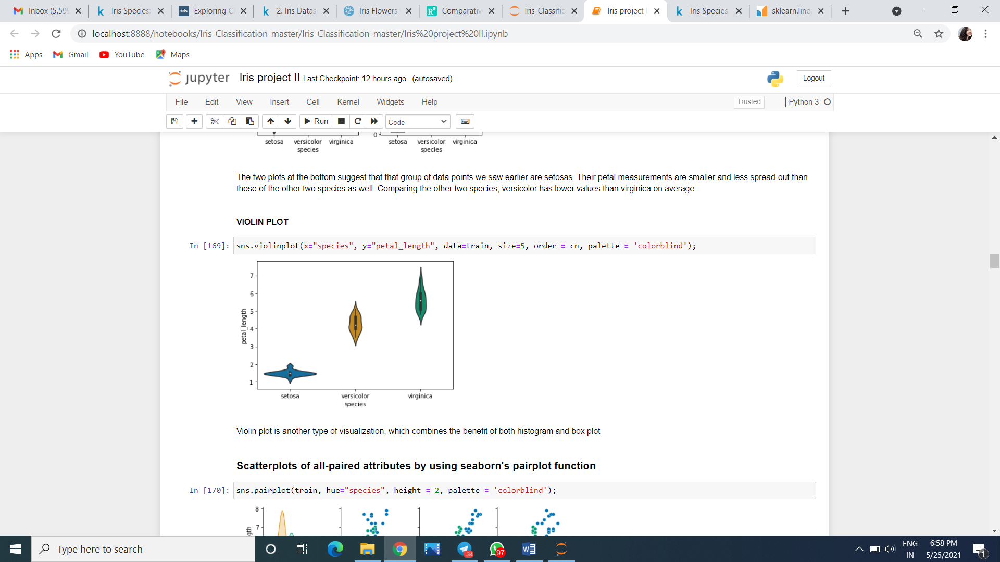 Inbox (5,599
Iris Species:
tds Exploring Cl
2. Iris Datas
Iris Flowers
Comparativ
Iris-Classific
Iris project
Iris Species:
sklearn.line
localhost:8888/notebooks/Iris-Classification-master/Iris-Classification-master/Iris%20project%20II.ipynb
Apps Gmail YouTube Maps
jupyter Iris project II Last Checkpoint: 12 hours ago (autosaved) Logout
File Edit View Insert Cell Kernel Widgets Help Trusted Python 3
Run Code
0
setosa versicolor virginica setosa versicolor virginica
species species
The two plots at the bottom suggest that that group of data points we saw earlier are setosas. Their petal measurements are smaller and less spread-out than
those of the other two species as well. Comparing the other two species, versicolor has lower values than virginica on average.
VIOLIN PLOT
In [169]: sns.violinplot(x="species", y="petal_length", data=train, size=5, order = cn, palette = 'colorblind');
7
6
5
4
3
2
1
petal_length
setosa versicolor virginica
species
Violin plot is another type of visualization, which combines the benefit of both histogram and box plot
Scatterplots of all-paired attributes by using seaborn's pairplot function
In [170]: sns.pairplot(train, hue="species", height = 2, palette = 'colorblind');
8
7
gth
Type here to search
34
97
ENG
IN
6:58 PM
5/25/2021
1